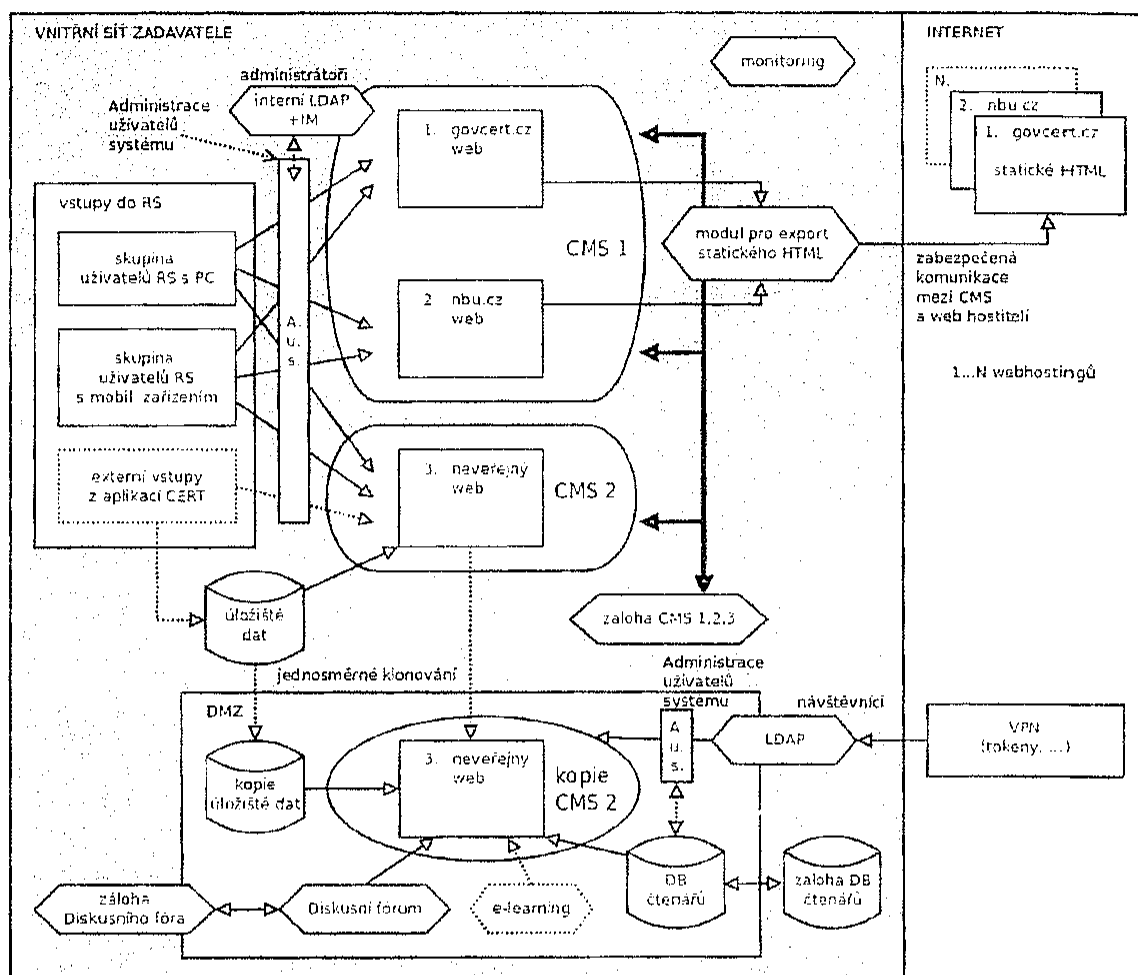 VNITŘNÍ SÍŤ ZADAVATELE
INTERNET
monitoring
administrátoři
interní LDAP
+IM
Administrace
uživatelů
systému
1. govcert.cz
web
N.
2. nbu.cz
1. govcert.cz
statické HTML
vstupy do RS
skupina
uživatelů RS s PC
CMS 1
modul pro export
statického HTML
zabezpečená
komunikace
mezi CMS
a web hostitelí
2 nbu.cz
web
A.
u.
s.
skupina
uživatelů RS
s mobil zařízením
1...N webhostingů
externí vstupy
z aplikací CERT
3. neveřejný
web
CMS 2
úložiště
dat
záloha CMS 1,2,3
jednosměrné klonování
Administrace
uživatelů
systemu
návštěvníci
DMZ
A
u.
s.
LDAP
VPN
(tokeny, ...)
kopie
úložiště dat
3. neveřejný
web
kopie
CMS 2
DB
čtenářů
záloha DB
čtenářů
záloha
Diskusního fóra
Diskusní fórum
e-learning